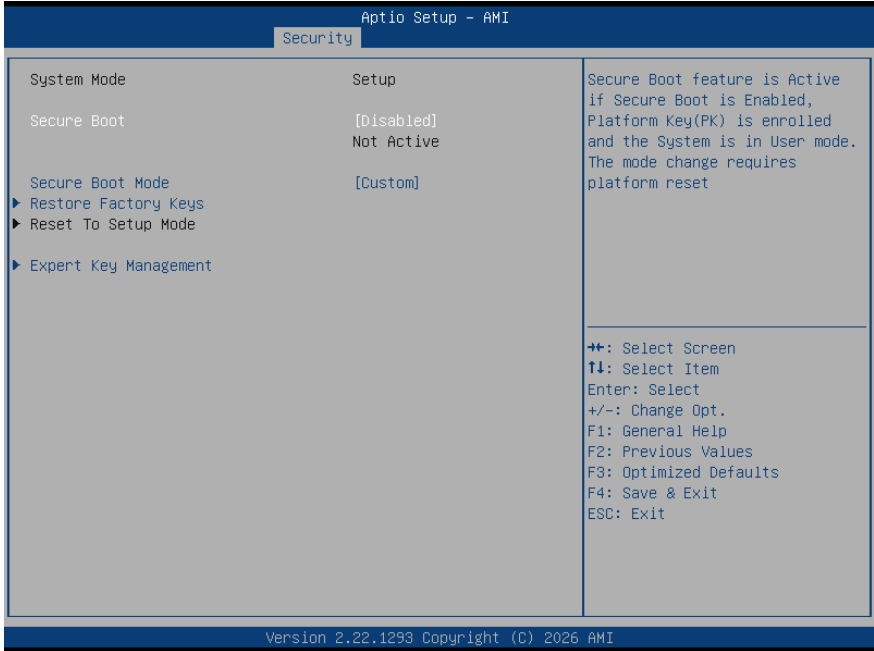 Aptio Setup - AMI
Security
System Mode Setup
Secure Boot [Disabled]
Not Active
Secure Boot Mode [Custom]
Restore Factory Keys
Reset To Setup Mode
Expert Key Management
Secure Boot feature is Active
if Secure Boot is Enabled,
Platform Key(PK) is enrolled
and the System is in User mode.
The mode change requires
platform reset
→←: Select Screen
↑↓: Select Item
Enter: Select
+/-: Change Opt.
F1: General Help
F2: Previous Values
F3: Optimized Defaults
F4: Save & Exit
ESC: Exit
Version 2.22.1293 Copyright (C) 2026 AMI